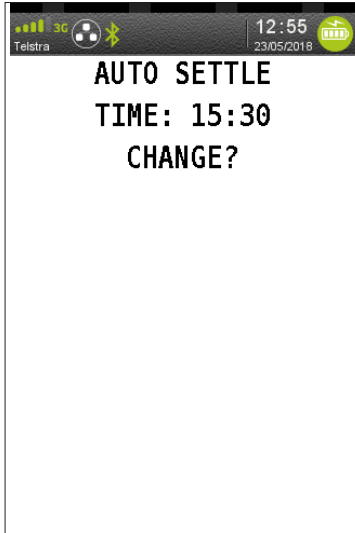 3G
Telstra
12:55
23/05/2018
AUTO SETTLE
TIME: 15:30
CHANGE?